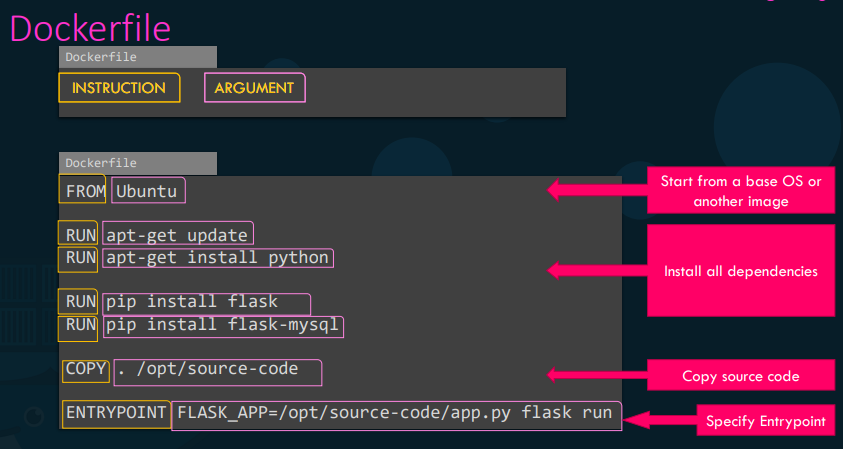 Dockerfile
Dockerfile
INSTRUCTION ARGUMENT
Dockerfile
FROM Ubuntu
Start from a base OS or
another image
RUN apt-get update
RUN apt-get install python
Install all dependencies
RUN pip install flask
RUN pip install flask-mysql
COPY . /opt/source-code
Copy source code
ENTRYPOINT FLASK_APP=/opt/source-code/app.py flask run
Specify Entrypoint